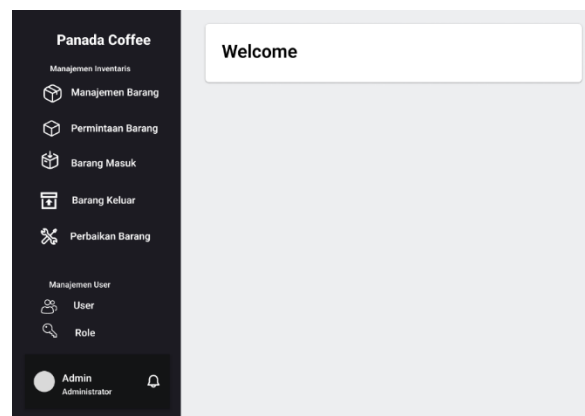 Panada Coffee
Manajemen Inventaris
Manajemen Barang
Permintaan Barang
Barang Masuk
Barang Keluar
Perbaikan Barang
Manajemen User
User
Role
Admin
Administrator
Welcome